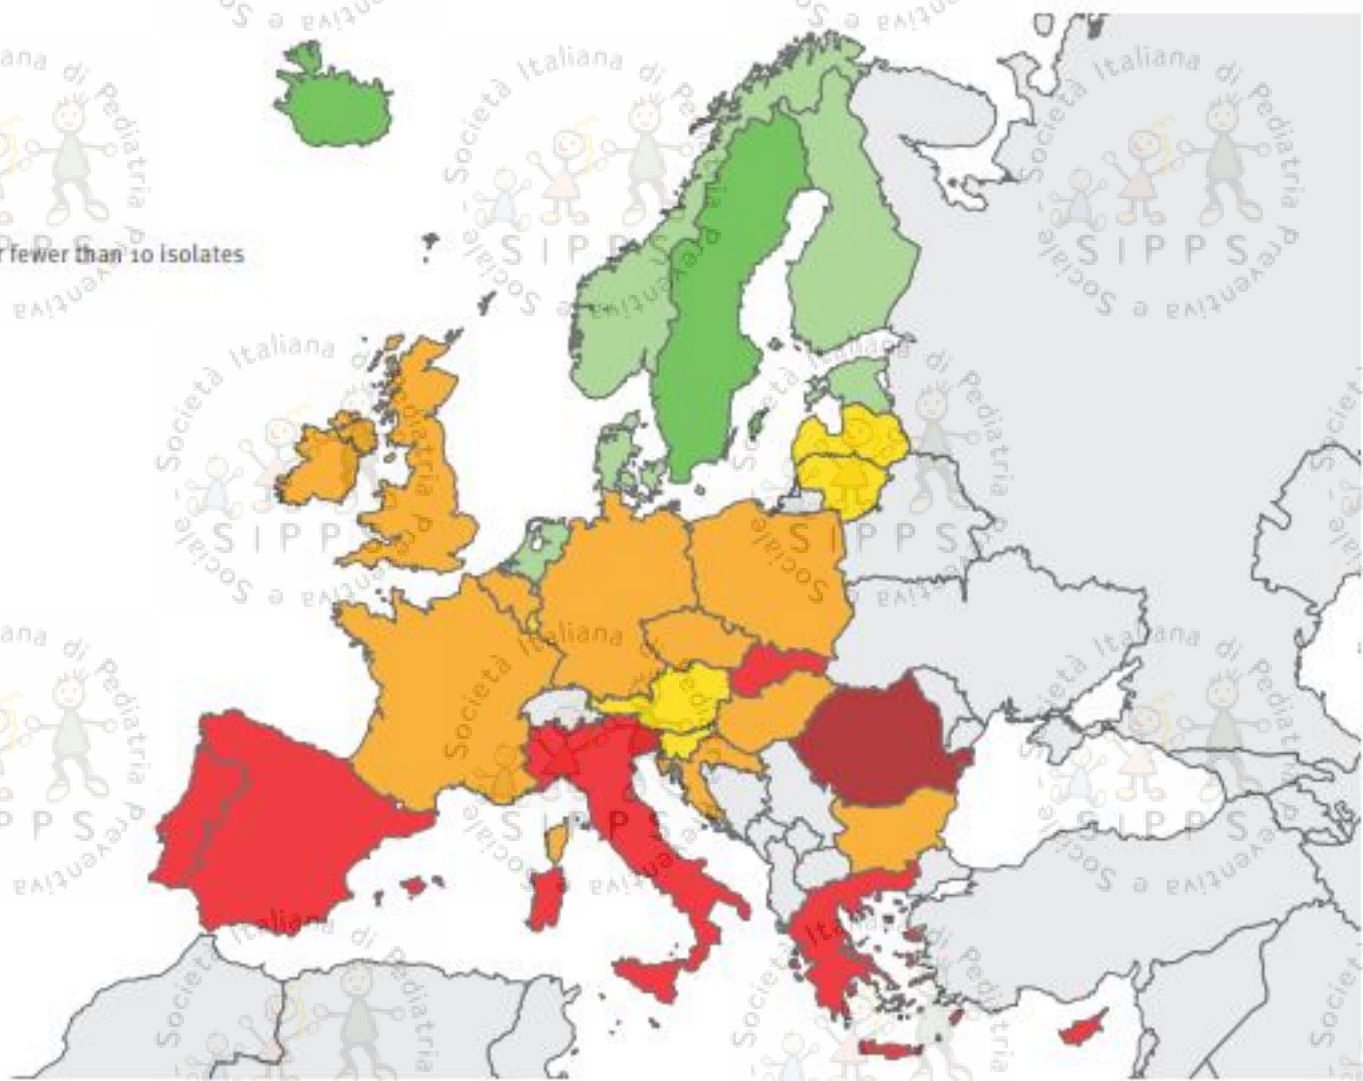 r fewer than 10 isolates
Società Italiana di Pediatria Preventiva e Sociale -
SIPPS